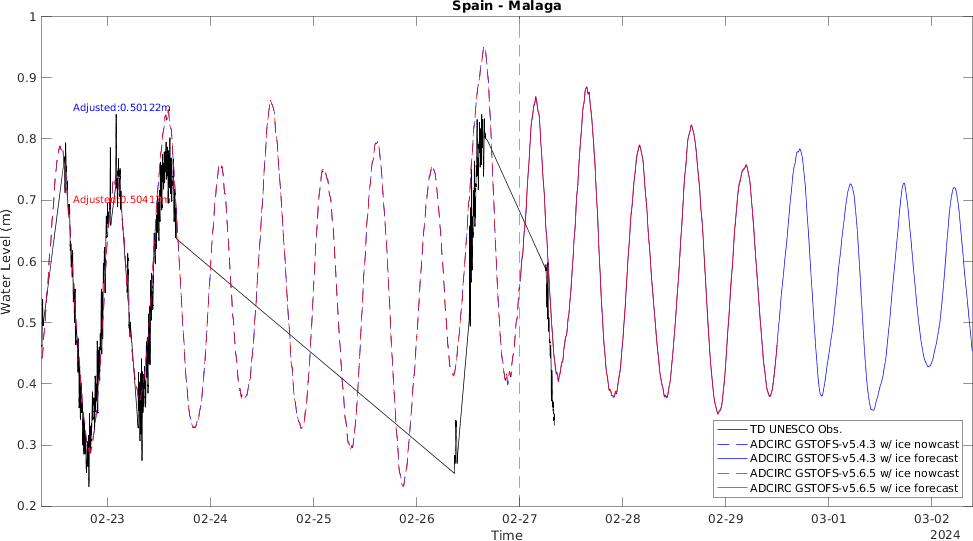 Spain - Malaga
Water Level (m)
1
0.9
0.8
0.7
0.6
0.5
0.4
0.3
0.2
Adjusted:0.50122m
TD UNESCO Obs.
ADCIRC GSTOFS-v5.4.3 w/ ice nowcast
ADCIRC GSTOFS-v5.4.3 w/ ice forecast
ADCIRC GSTOFS-v5.6.5 w/ ice nowcast
ADCIRC GSTOFS-v5.6.5 w/ ice forecast
02-23 02-24 02-25 02-26 02-27 02-28 02-29 03-01 03-02
Time
2024